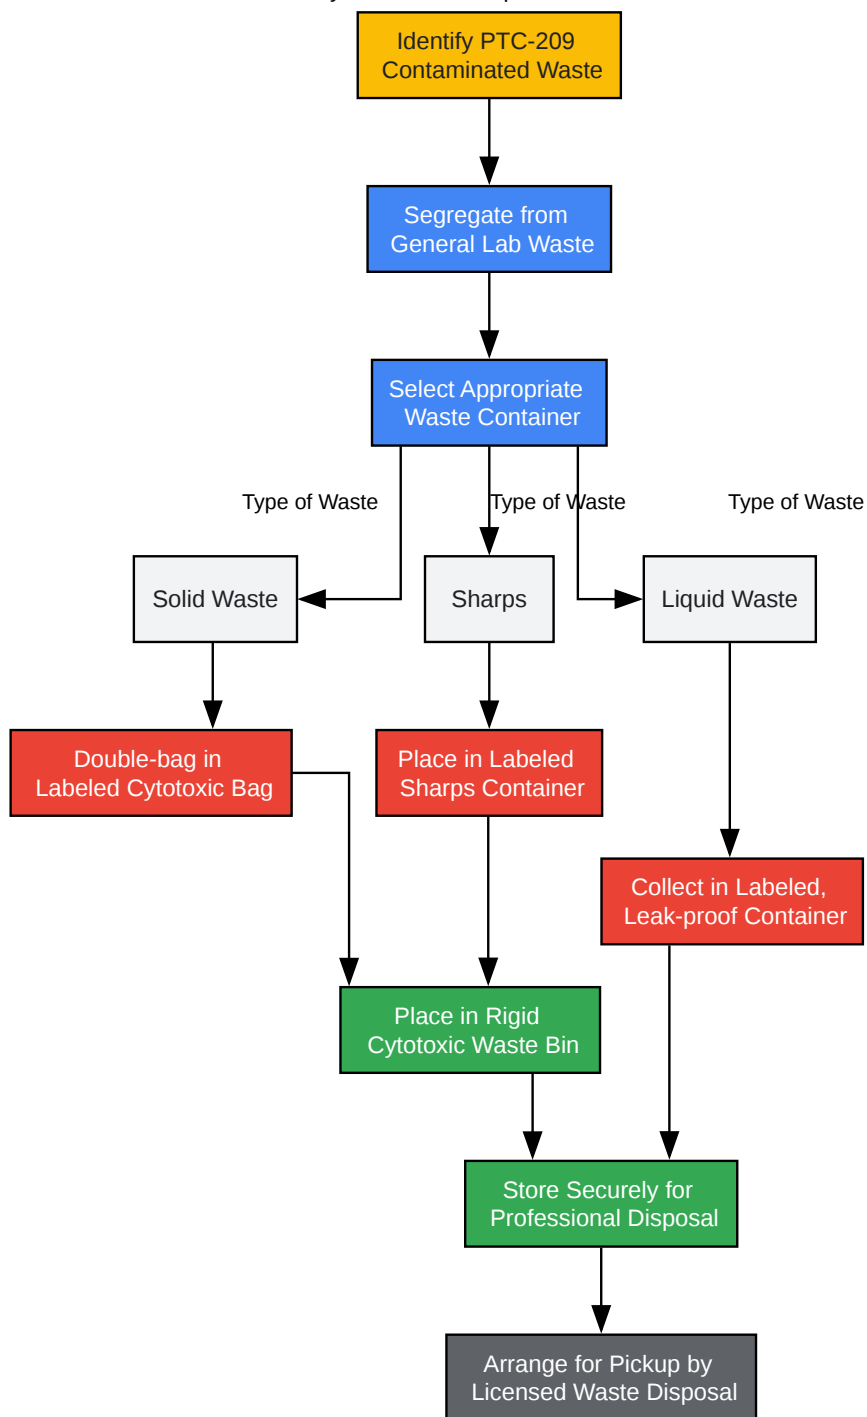 Identify PTC-209
Contaminated Waste
Segregate from
General Lab Waste
Select Appropriate
Waste Container
Type of Waste
Type of Waste
Type of Waste
Solid Waste
Sharps
Liquid Waste
Double-bag in
Labeled Cytotoxic Bag
Place in Labeled
Sharps Container
Collect in Labeled,
Leak-proof Container
Place in Rigid
Cytotoxic Waste Bin
Store Securely for
Professional Disposal
Arrange for Pickup by
Licensed Waste Disposal